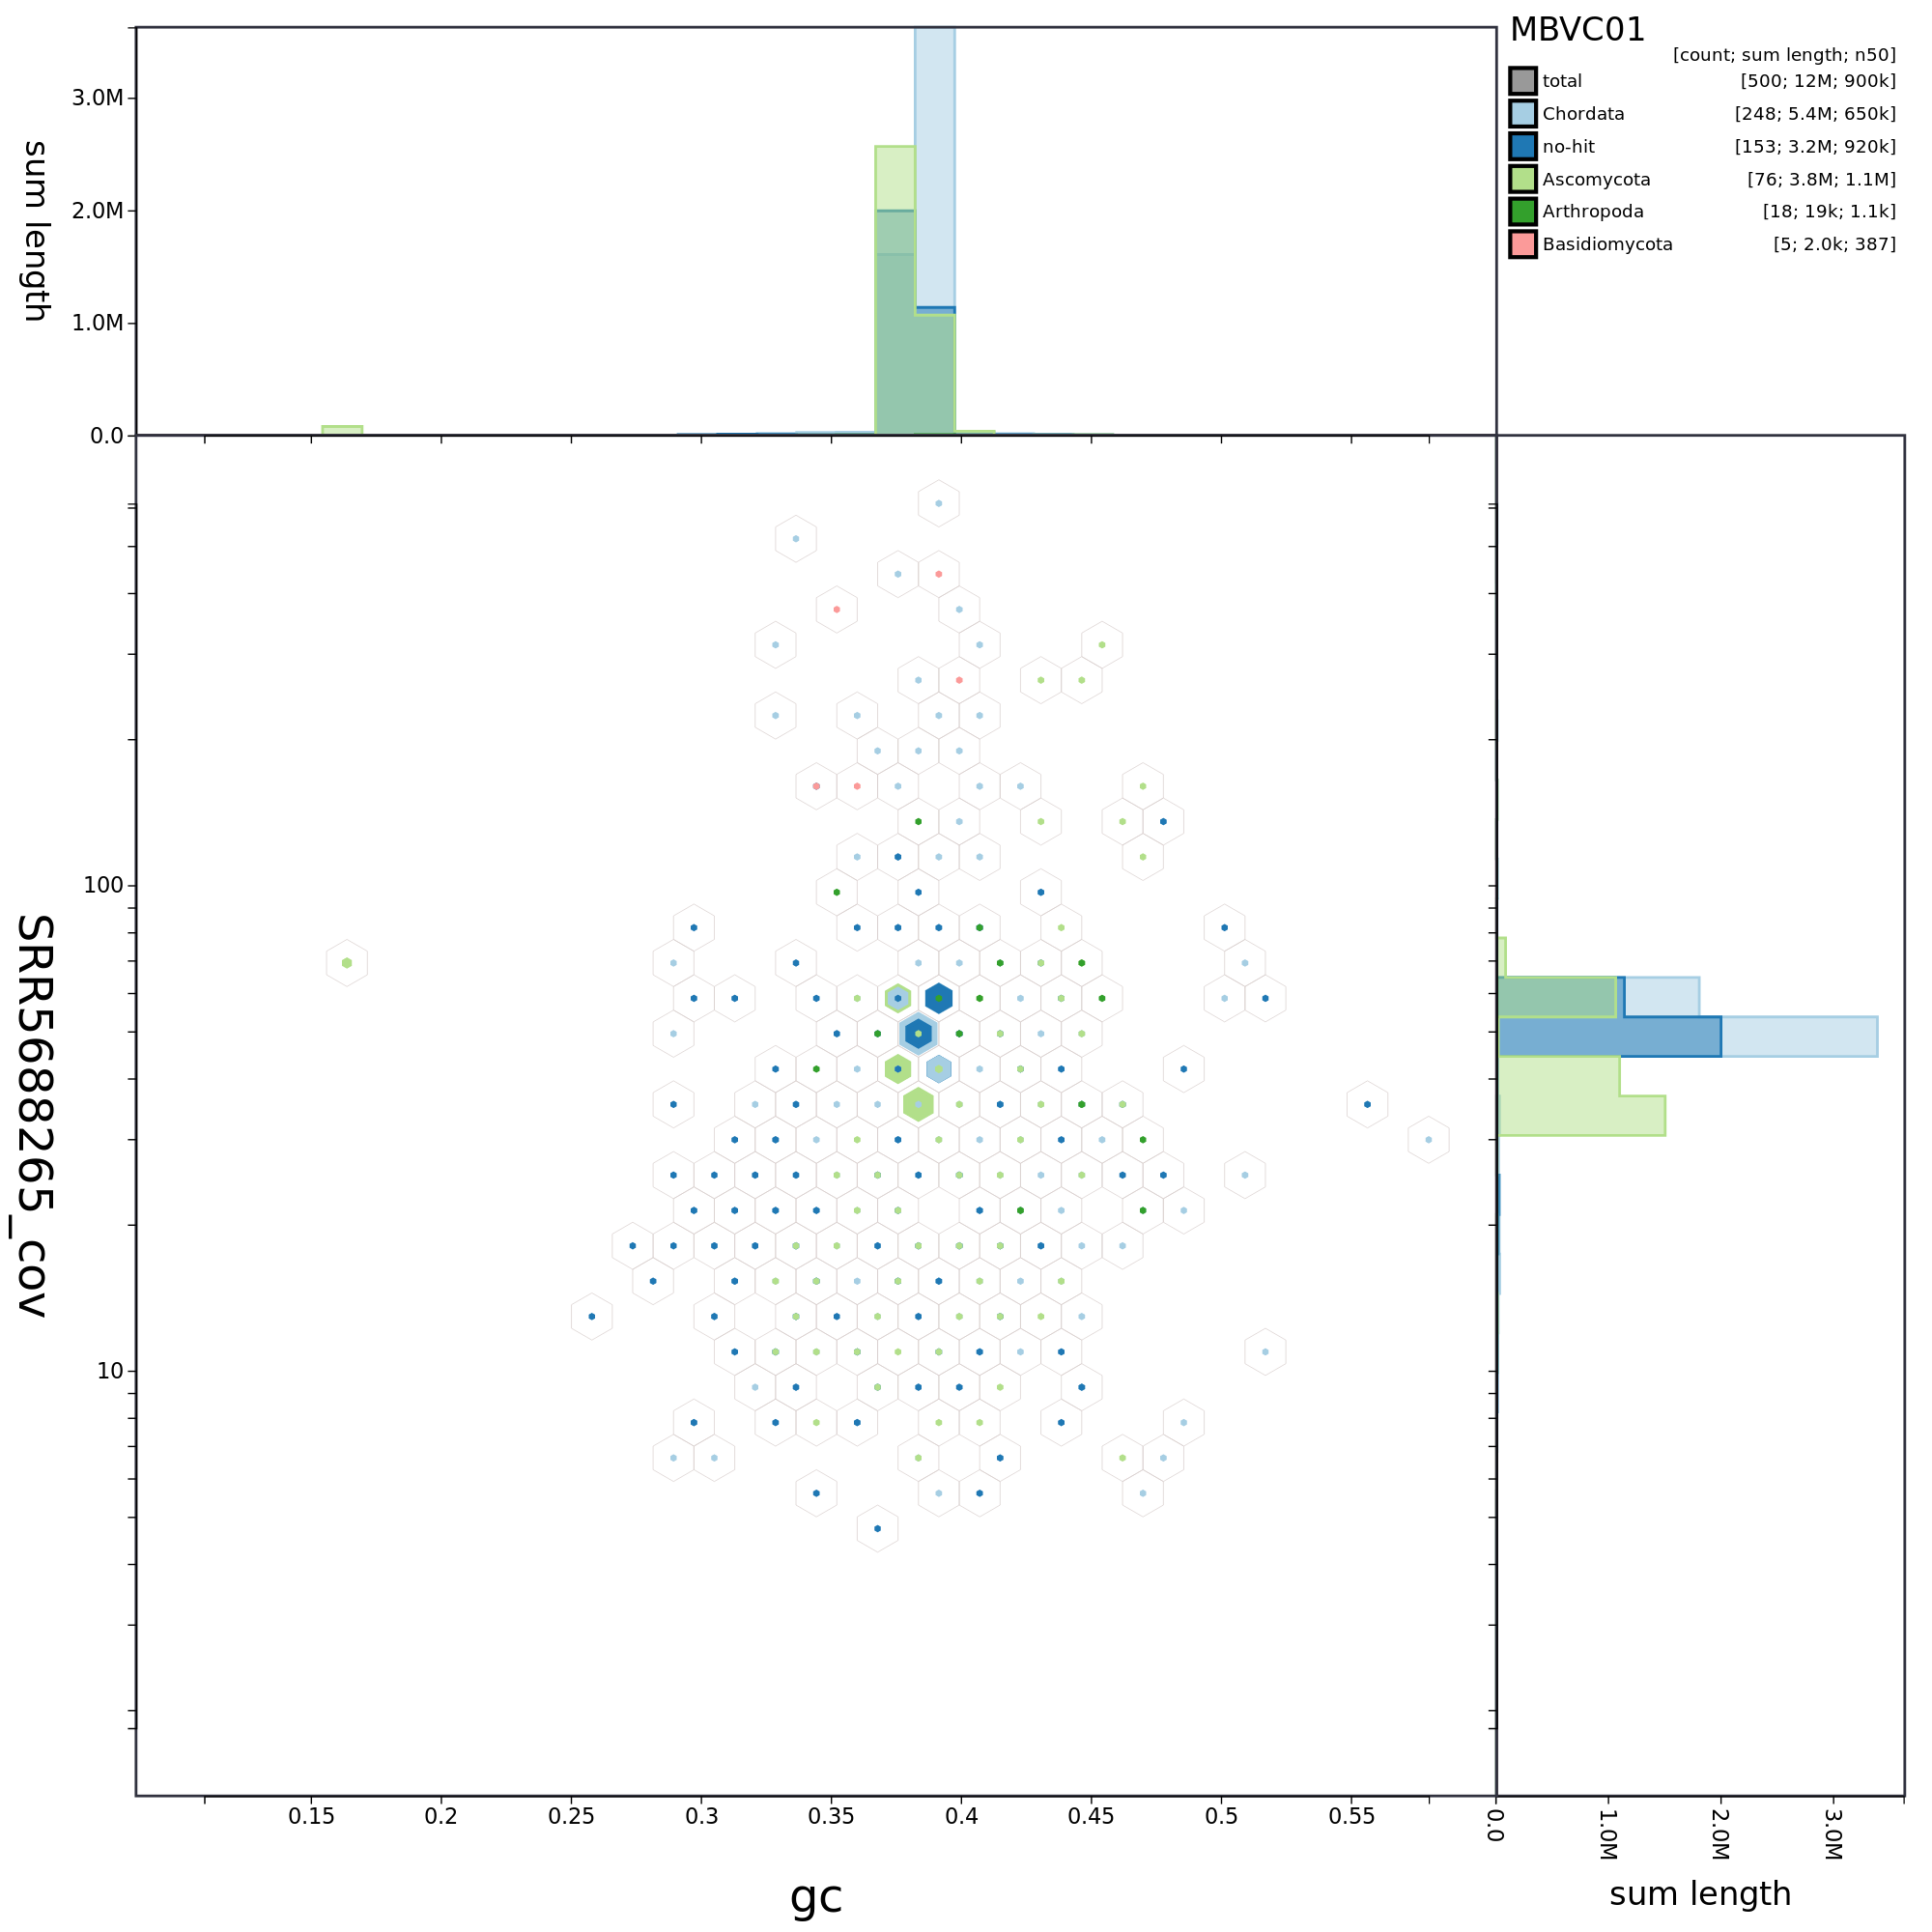 MBVC01
[count; sum length; n50]
total [500; 12M; 900k]
Chordata [248; 5.4M; 650k]
no-hit [153; 3.2M; 920k]
Ascomycota [76; 3.8M; 1.1M]
Arthropoda [18; 19k; 1.1k]
Basidiomycota [5; 2.0k; 387]
sum length
3.0M
2.0M
1.0M
0.0
SRR5688265_cov
100
10
0.15 0.2 0.25 0.3 0.35 0.4 0.45 0.5 0.55
gc
0.0 1.0M 2.0M 3.0M
sum length